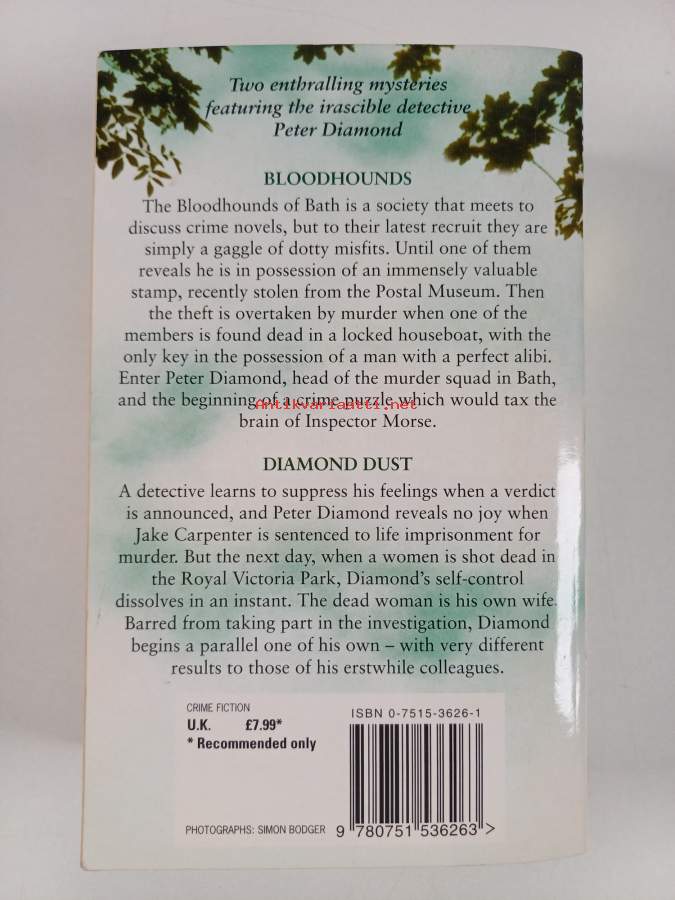 Two enthralling mysteries
featuring the irascible detective
Peter Diamond
BLOODHOUNDS
The Bloodhounds of Bath is a society that meets to
discuss crime novels, but to their latest recruit they are
simply a gaggle of dotty misfits. Until one of them
reveals he is in possession of an immensely valuable
stamp, recently stolen from the Postal Museum. Then
the theft is overtaken by murder when one of the
members is found dead in a locked houseboat, with the
only key in the possession of a man with a perfect alibi.
Enter Peter Diamond, head of the murder squad in Bath,
and the beginning of a crime puzzle which would tax the
Antikvariaatti.net
brain of Inspector Morse.
DIAMOND DUST
A detective learns to suppress his feelings when a verdict
is announced, and Peter Diamond reveals no joy when
Jake Carpenter is sentenced to life imprisonment for
murder. But the next day, when a women is shot dead in
the Royal Victoria Park, Diamond's self-control
dissolves in an instant. The dead woman is his own wife.
Barred from taking part in the investigation, Diamond
begins a parallel one of his own – with very different
results to those of his erstwhile colleagues.
CRIME FICTION
U.K. £7.99*
* Recommended only
ISBN 0-7515-3626-1
PHOTOGRAPHS: SIMON BODGER
9 780751 536263 >